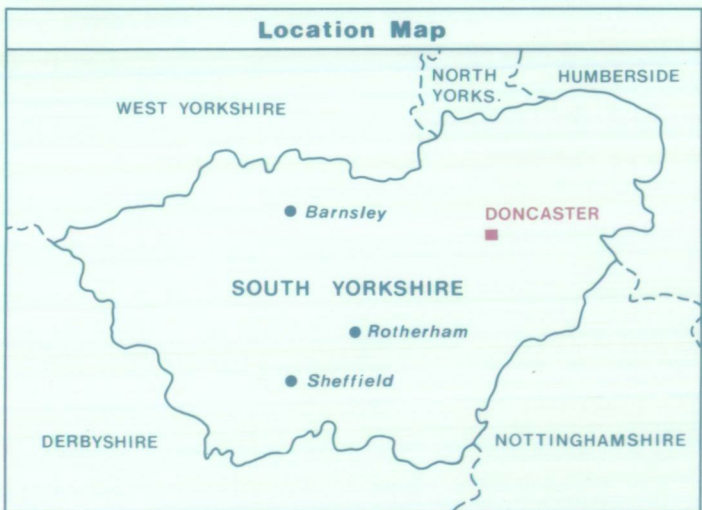 Location Map
NORTH
YORKS.
HUMBERSIDE
WEST YORKSHIRE
Barnsley
DONCASTER
SOUTH YORKSHIRE
Rotherham
Sheffield
DERBYSHIRE
NOTTINGHAMSHIRE